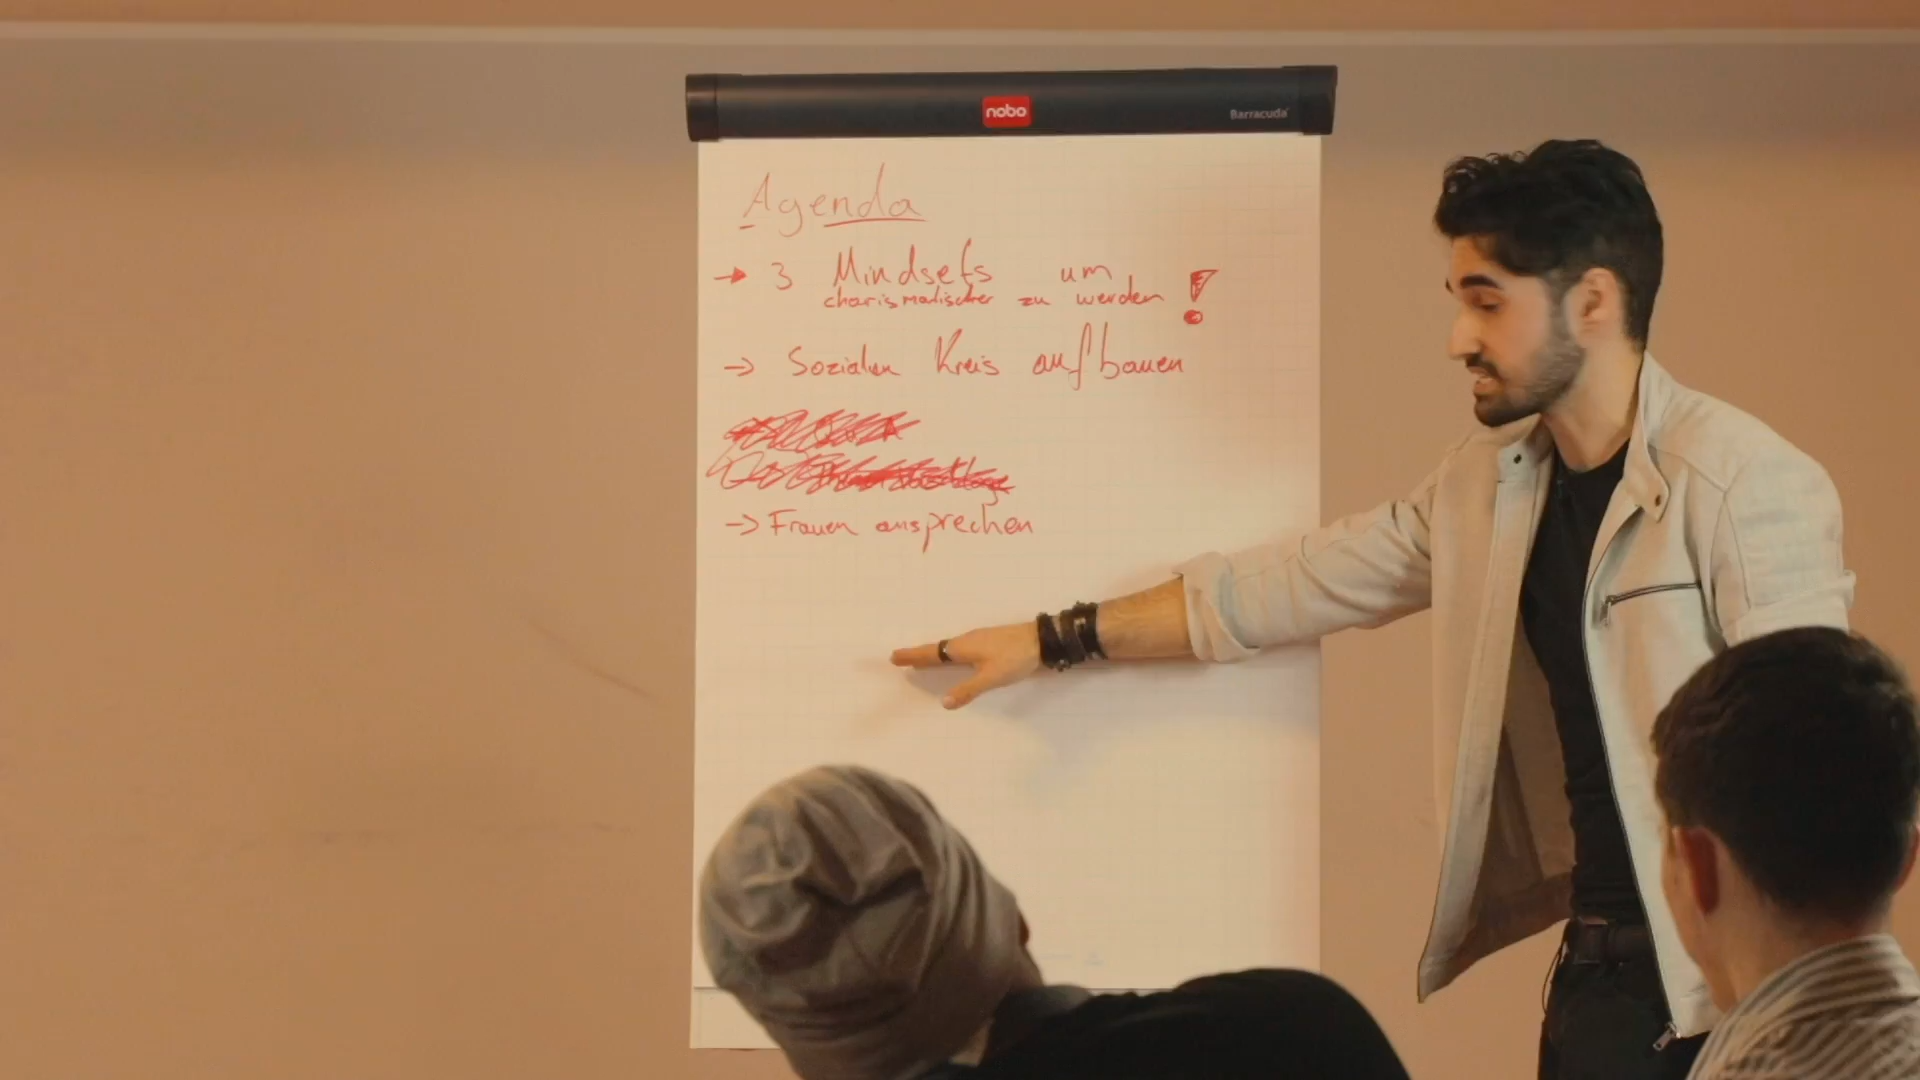 nobo
Barracuda
Agenda
→ 3 Mindsets um
charismatischer zu werden !
→ Sozialen Kreis aufbauen
→ Frauen ansprechen